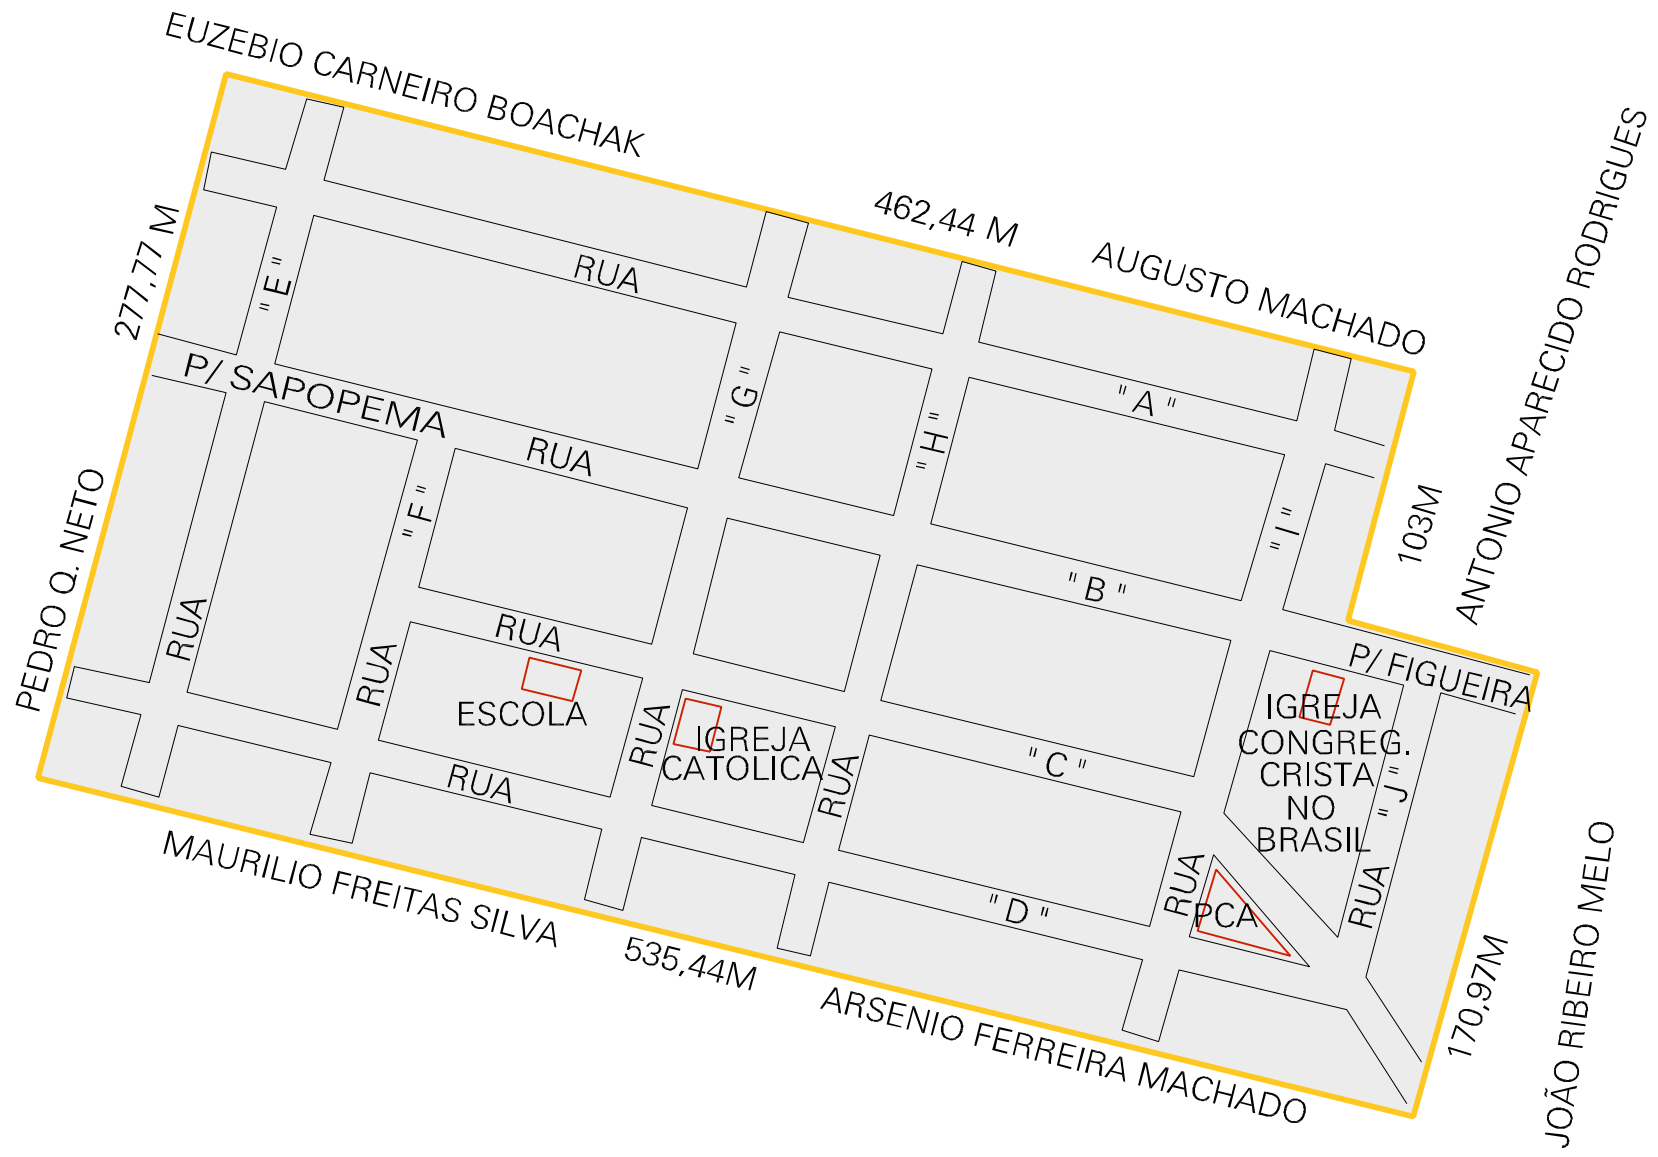 EUZEBIO CARNEIRO BOACHAK
462,44 M
AUGUSTO MACHADO
ANTONIO APARECIDO RODRIGUES
277,77 M
" E "
RUA
P/ SAPOPEMA
" G "
" H "
" A "
RUA
" F "
" I "
103M
" B "
PEDRO Q. NETO
RUA
RUA
RUA
P/ FIGUEIRA
ESCOLA
RUA
IGREJA
CATOLICA
RUA
" C "
IGREJA
CONGREG.
CRISTA
NO
BRASIL
" J "
RUA
RUA
RUA
PCA
" D "
MAURILIO FREITAS SILVA
535,44M
ARSENIO FERREIRA MACHADO
170,97M
JOÃO RIBEIRO MELO